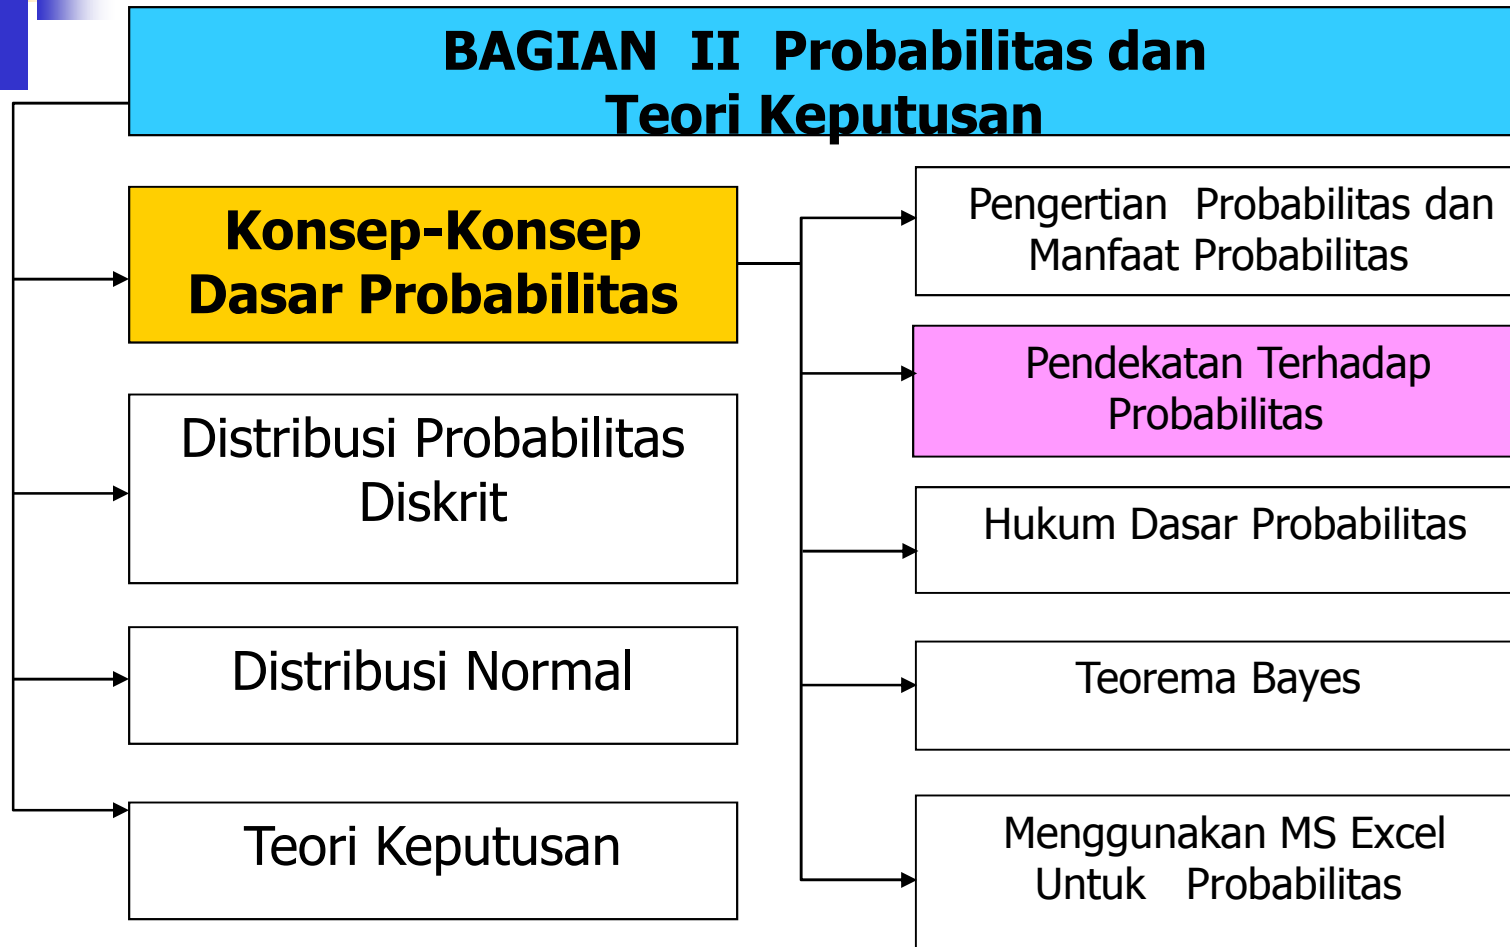 BAGIAN II Probabilitas dan
Teori Keputusan
Konsep-Konsep
Dasar Probabilitas
Distribusi Probabilitas
Diskrit
Distribusi Normal
Teori Keputusan
Pengertian Probabilitas dan
Manfaat Probabilitas
Pendekatan Terhadap
Probabilitas
Hukum Dasar Probabilitas
Teorema Bayes
Menggunakan MS Excel
Untuk Probabilitas